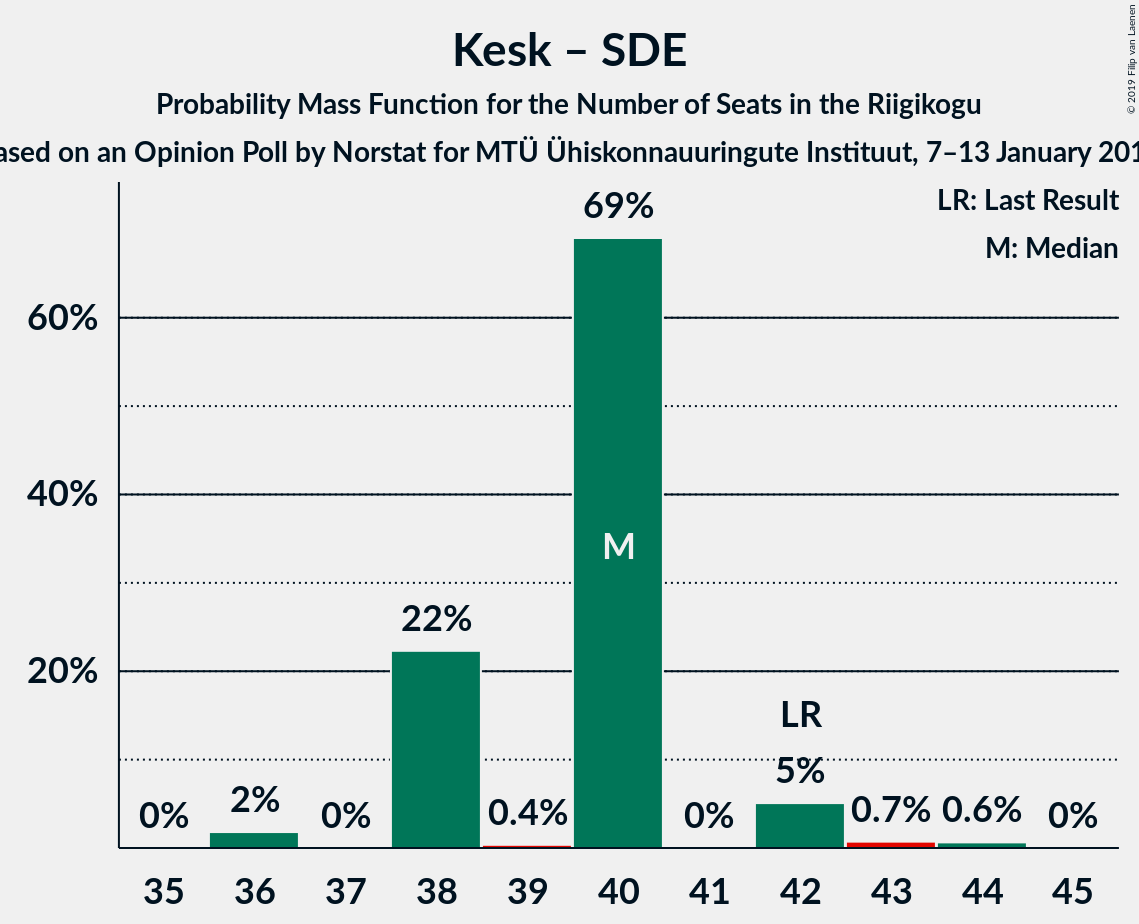 Kesk – SDE
Probability Mass Function for the Number of Seats in the Riigikogu
ased on an Opinion Poll by Norstat for MTÜ Ühiskonnauuringute Instituut, 7–13 January 201
© 2019 Filip van Laenen
LR: Last Result
M: Median
69%
60%
40%
M
22%
20%
LR
5%
0% 2% 0% 0.4% 0% 0.7% 0.6% 0%
35 36 37 38 39 40 41 42 43 44 45